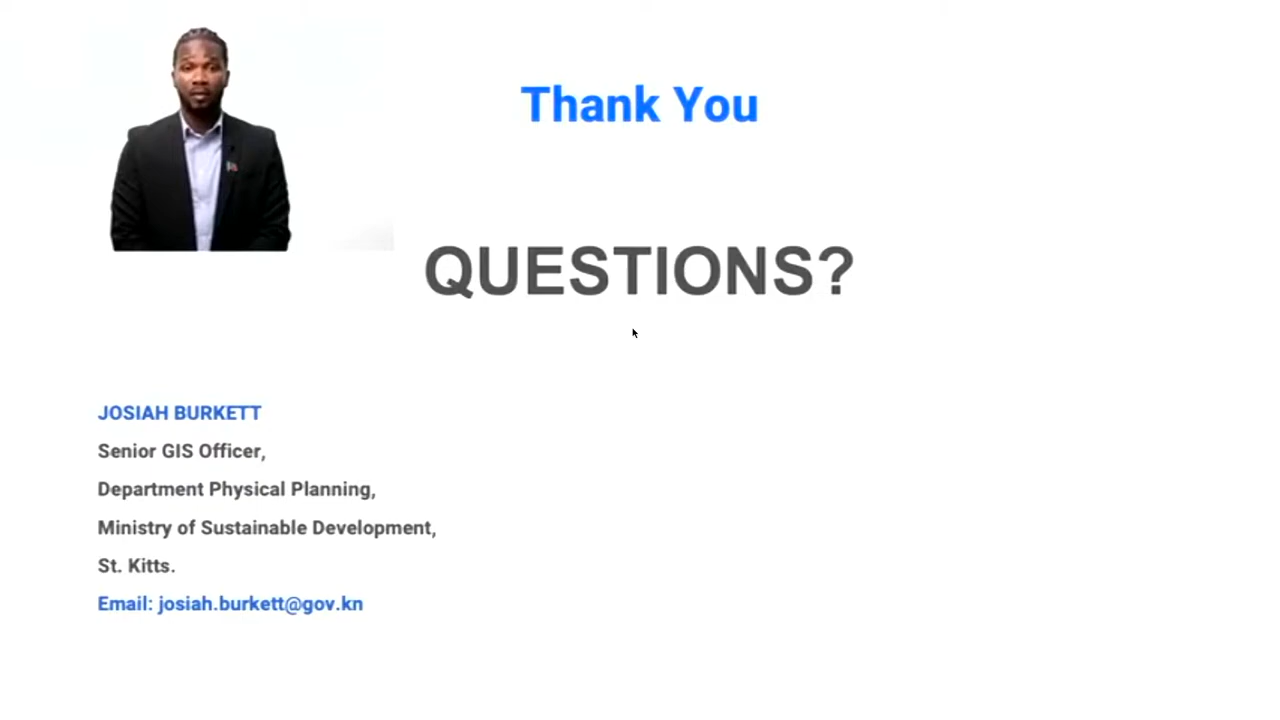 Thank You
QUESTIONS?
JOSIAH BURKETT
Senior GIS Officer,
Department Physical Planning,
Ministry of Sustainable Development,
St. Kitts.
Email: josiah.burkett@gov.kn